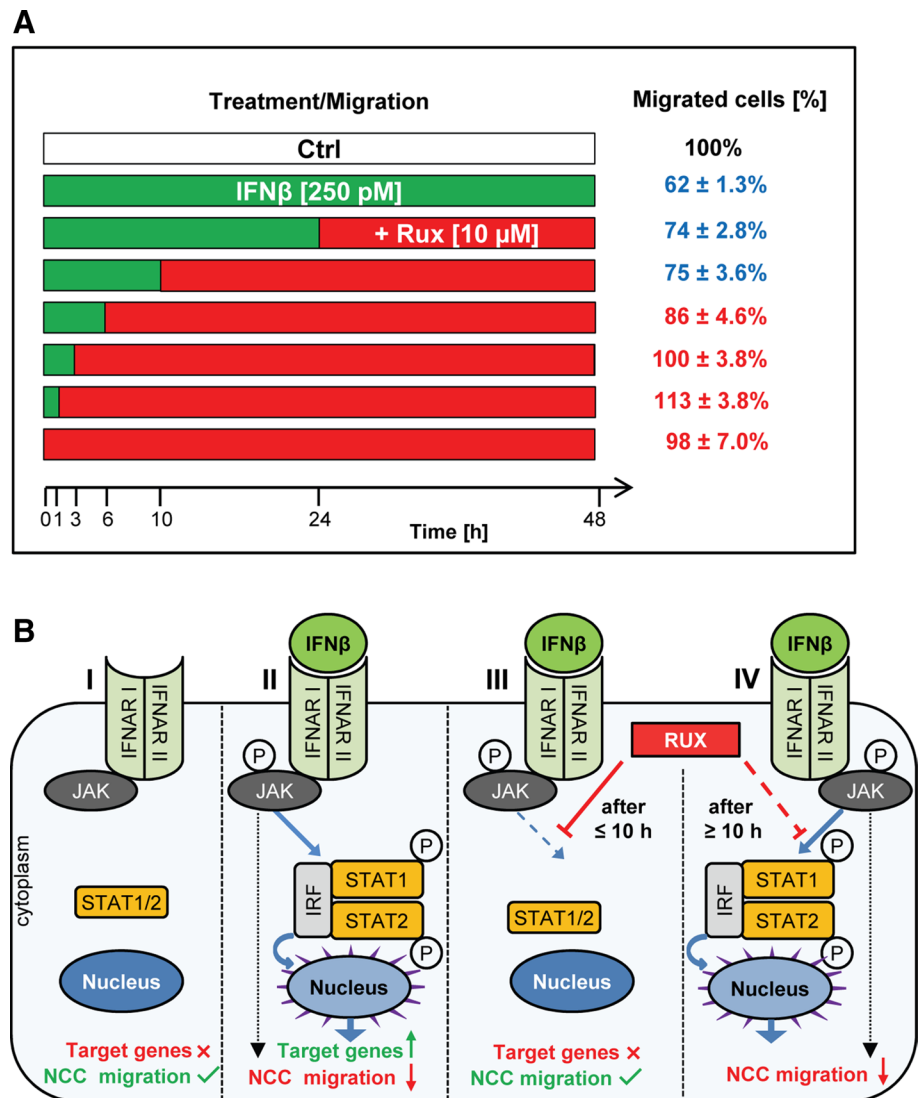 A
Treatment/Migration
Migrated cells [%]
Ctrl
100%
IFNβ [250 pM]
62 ± 1.3%
+ Rux [10 µM]
74 ± 2.8%
75 ± 3.6%
86 ± 4.6%
100 ± 3.8%
113 ± 3.8%
98 ± 7.0%
0 1 3 6 10 24 48
Time [h]
B
I
IFNAR I
IFNAR II
JAK
STAT1/2
Nucleus
Target genes ×
NCC migration ✓
cytoplasm
II
IFNβ
IFNAR I
IFNAR II
P
JAK
P
IRF
STAT1
STAT2
P
Nucleus
Target genes ↑
NCC migration ↓
III
IFNβ
IFNAR I
IFNAR II
P
JAK
RUX
after
≤ 10 h
STAT1/2
Nucleus
Target genes ×
NCC migration ✓
IV
IFNβ
IFNAR I
IFNAR II
P
JAK
after
≥ 10 h
P
IRF
STAT1
STAT2
P
Nucleus
NCC migration ↓